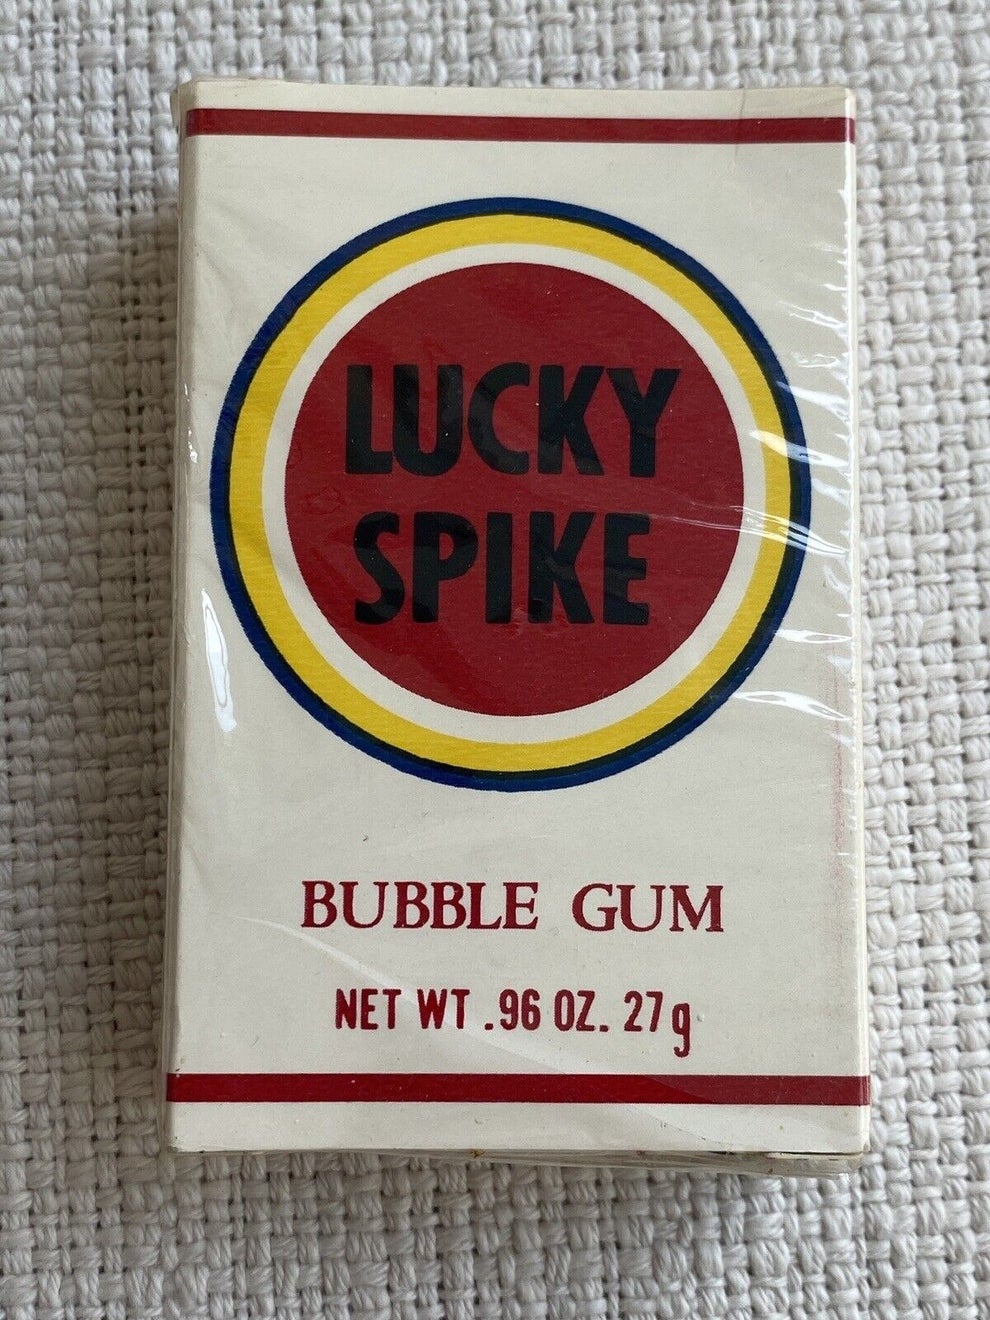 LUCKY
SPIKE
BUBBLE GUM
NET WT .96 OZ. 27g